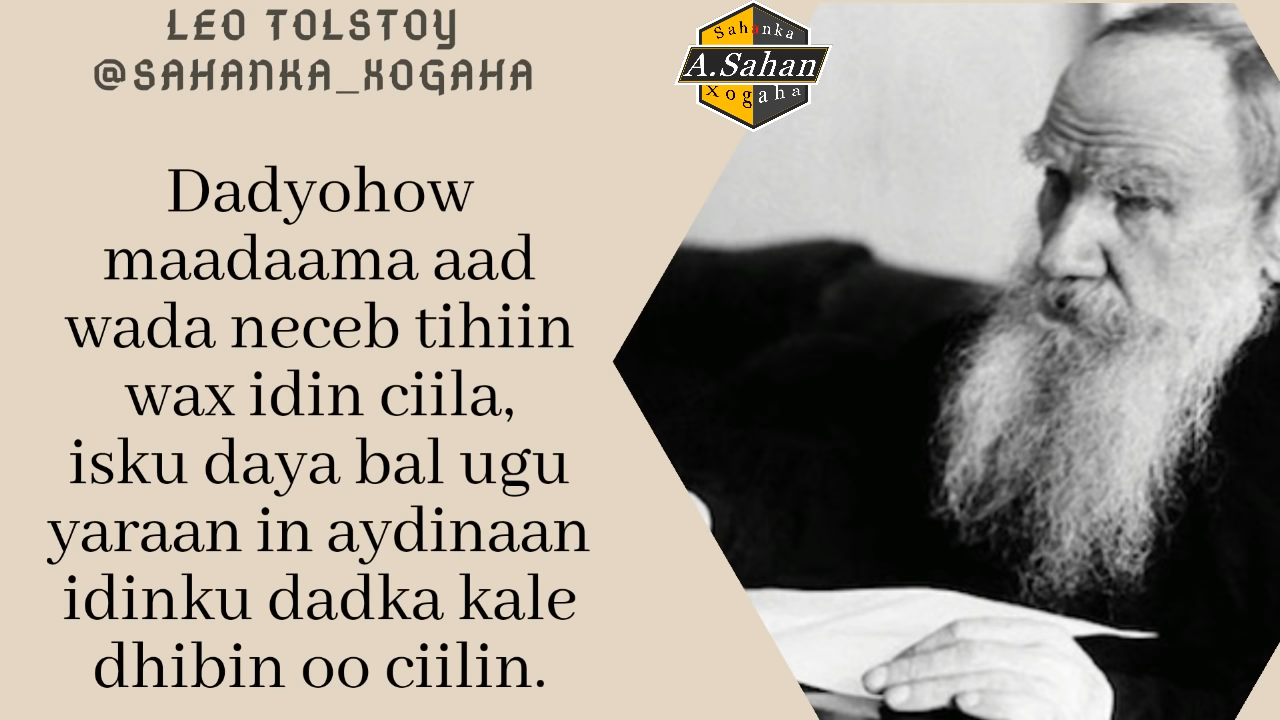 LEO TOLSTOY
@SAHANKA_XOGAHA
Sahanka
A.Sahan
Xogaha
Dadyohow
maadaama aad
wada neceb tihiin
wax idin ciila,
isku daya bal ugu
yaraan in aydinaan
idinku dadka kale
dhibin oo ciilin.